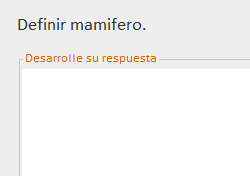 Definir mamifero.
Desarrolle su respuesta